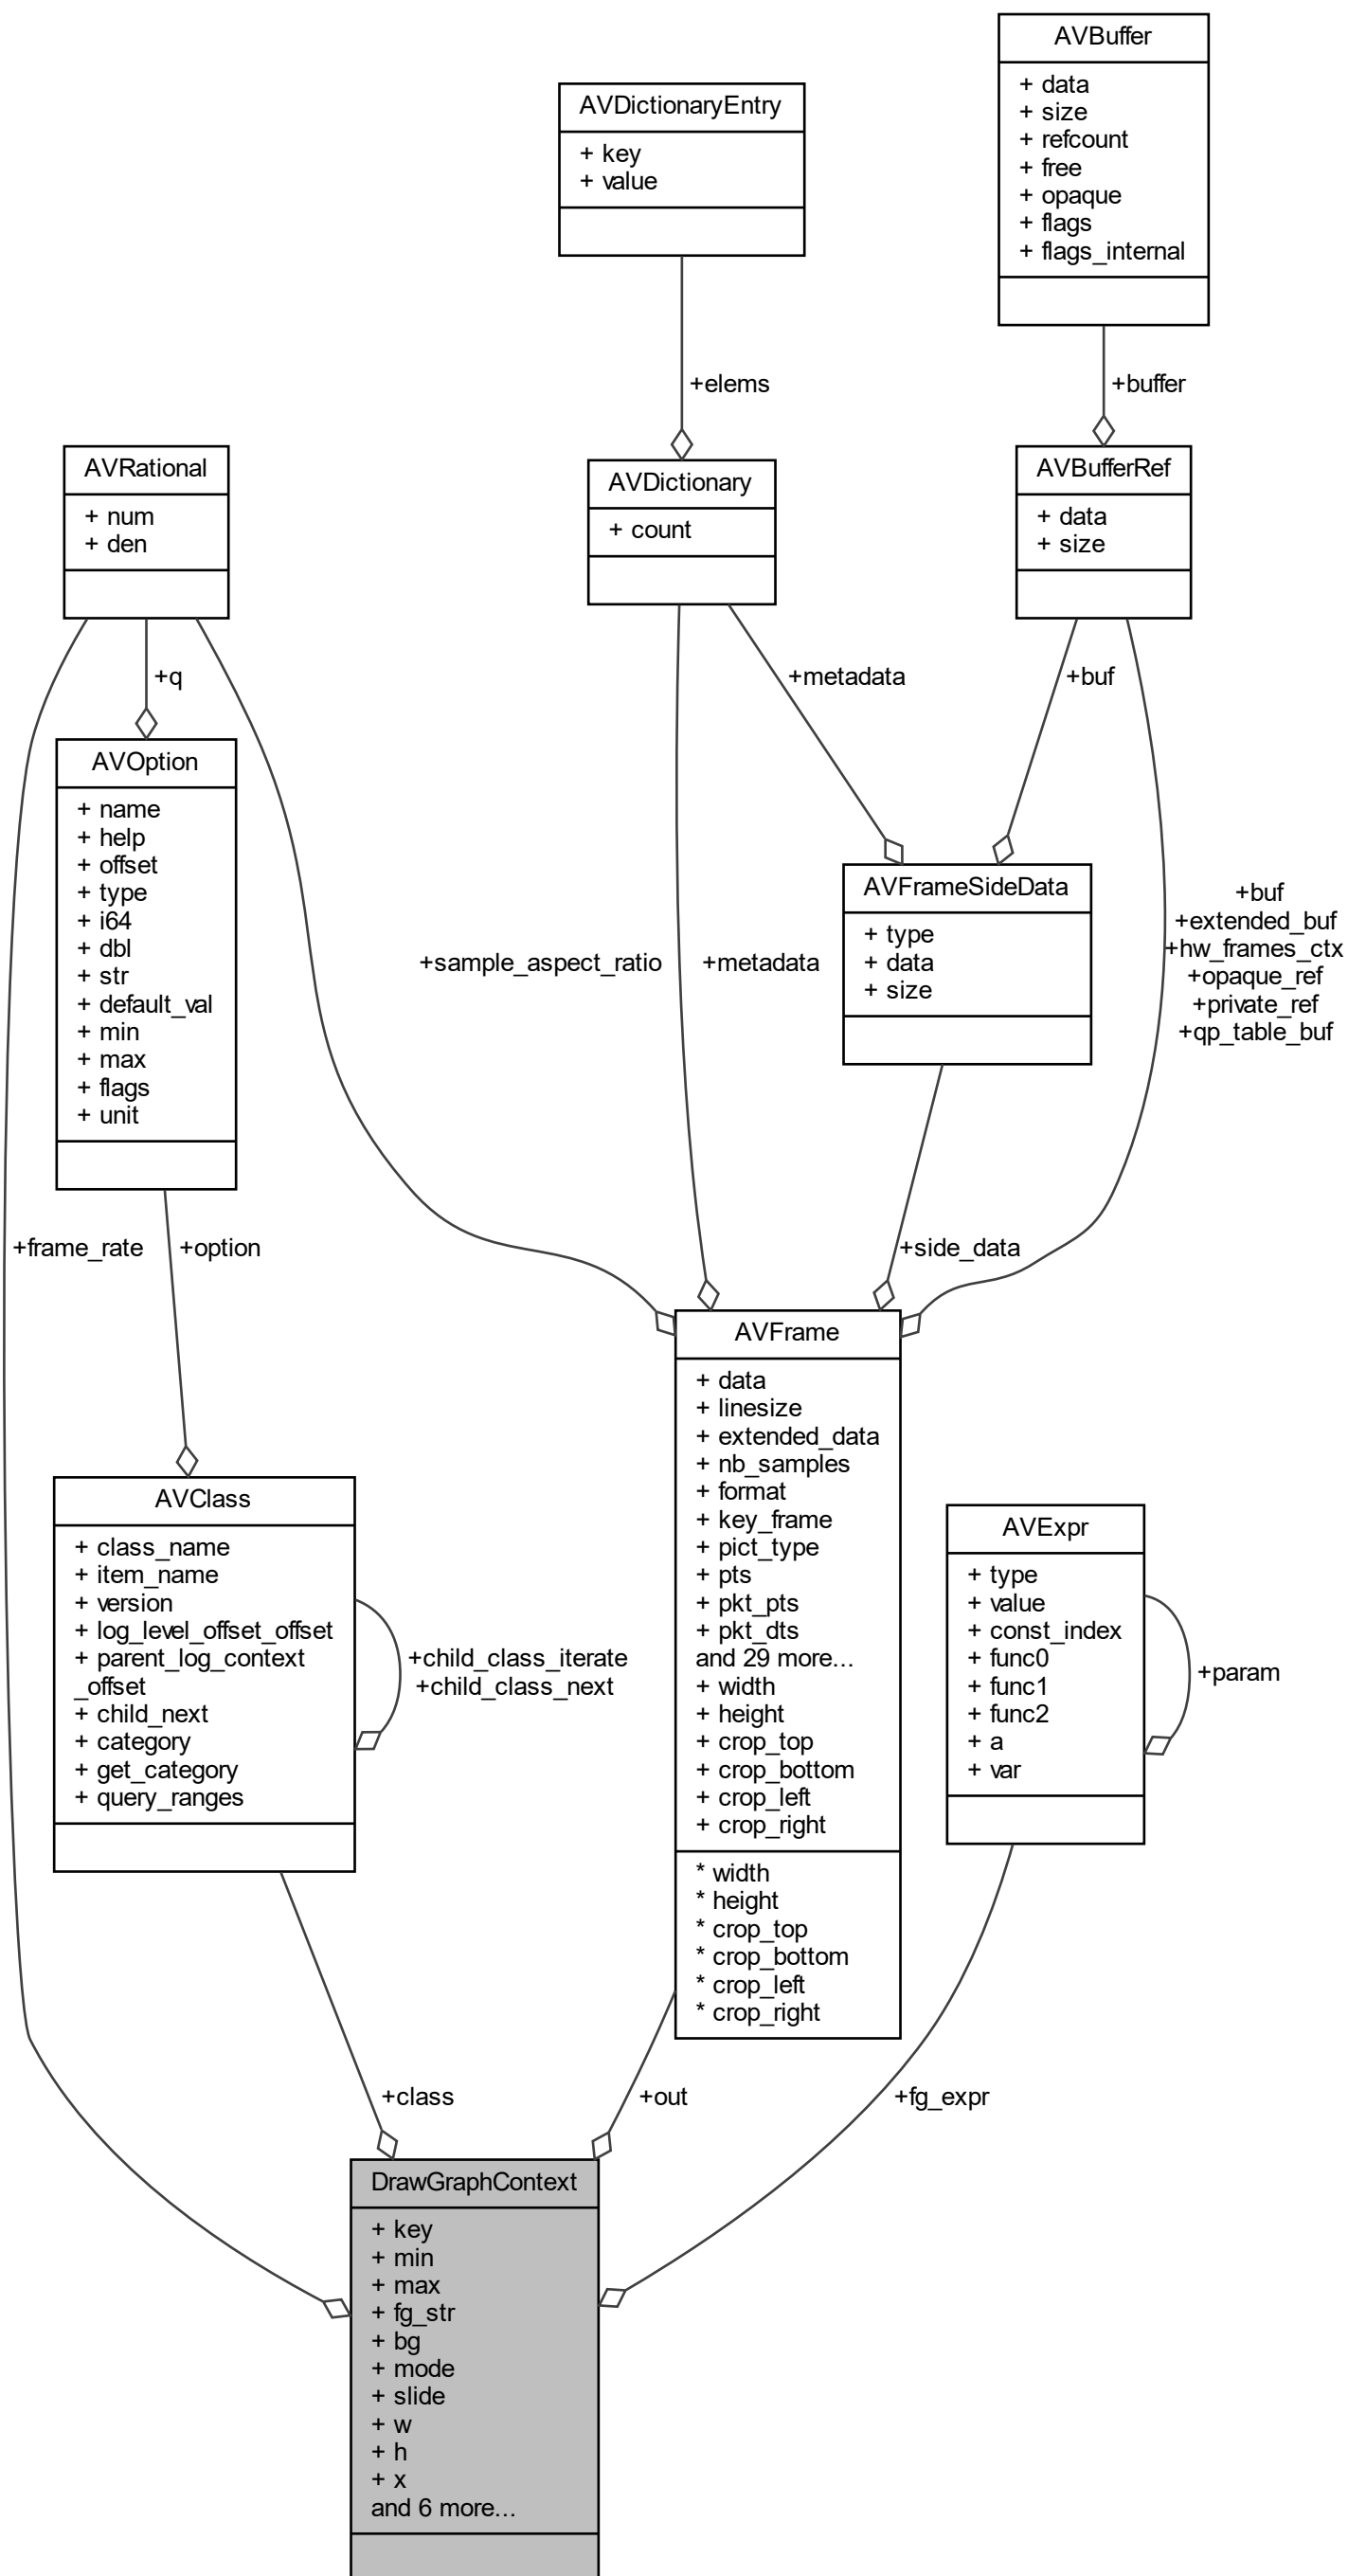 AVBuffer
+ data
+ size
+ refcount
+ free
+ opaque
+ flags
+ flags_internal
AVDictionaryEntry
+ key
+ value
+elems
+buffer
AVRational
+ num
+ den
AVDictionary
+ count
AVBufferRef
+ data
+ size
+q
+metadata
+buf
AVOption
+ name
+ help
+ offset
+ type
+ i64
+ dbl
+ str
+ default_val
+ min
+ max
+ flags
+ unit
AVFrameSideData
+ type
+ data
+ size
+sample_aspect_ratio
+metadata
+buf
+extended_buf
+hw_frames_ctx
+opaque_ref
+private_ref
+qp_table_buf
+frame_rate
+option
+side_data
AVFrame
+ data
+ linesize
+ extended_data
+ nb_samples
+ format
+ key_frame
+ pict_type
+ pts
+ pkt_pts
+ pkt_dts
and 29 more...
+ width
+ height
+ crop_top
+ crop_bottom
+ crop_left
+ crop_right
* width
* height
* crop_top
* crop_bottom
* crop_left
* crop_right
AVClass
+ class_name
+ item_name
+ version
+ log_level_offset_offset
+ parent_log_context
_offset
+ child_next
+ category
+ get_category
+ query_ranges
+child_class_iterate
+child_class_next
AVExpr
+ type
+ value
+ const_index
+ func0
+ func1
+ func2
+ a
+ var
+param
+class
+out
+fg_expr
DrawGraphContext
+ key
+ min
+ max
+ fg_str
+ bg
+ mode
+ slide
+ w
+ h
+ x
and 6 more...